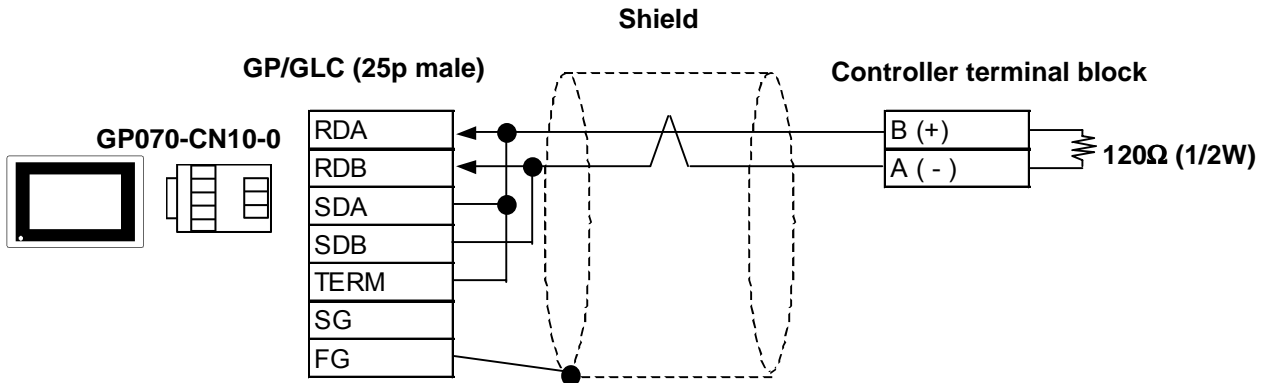 Shield
GP/GLC (25p male)
Controller terminal block
GP070-CN10-0
RDA
RDB
SDA
SDB
TERM
SG
FG
B (+)
A ( - )
120Ω (1/2W)